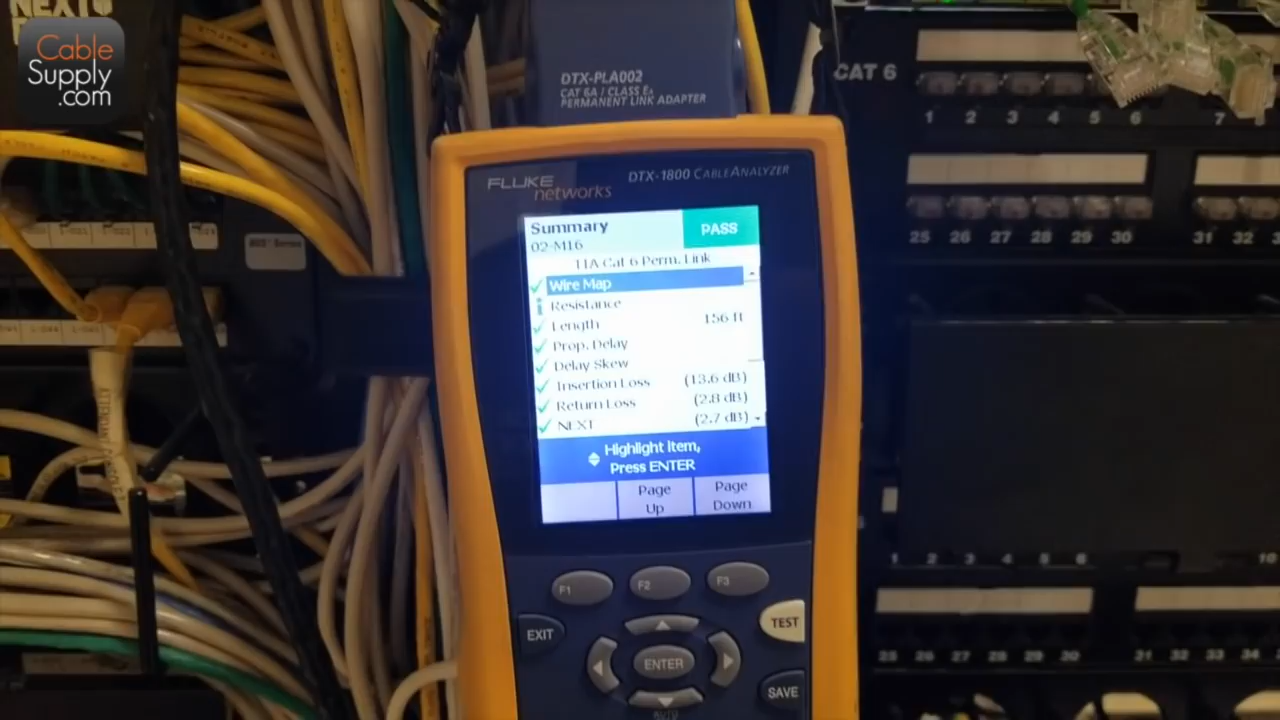 NEXT
Cable
Supply
.com
DTX-PLA002
CAT 6A / CLASS EA
PERMANENT LINK ADAPTER
CAT 6
1 2 3 4 5 6 7
FLUKE
networks
DTX-1800 CABLEANALYZER
Summary
PASS
02-M16
TIA Cat 6 Perm. Link
Wire Map
Resistance
Length 156 ft
Prop. Delay
Delay Skew
Insertion Loss (13.6 dB)
Return Loss (2.8 dB)
NEXT (2.7 dB)
Highlight item,
Press ENTER
Page Up
Page Down
25 26 27 28 29 30 31 32
F1 F2 F3
EXIT
TEST
ENTER
SAVE
1 2 3 4 5 6 10
25 26 27 28 29 30 31 32 33 34